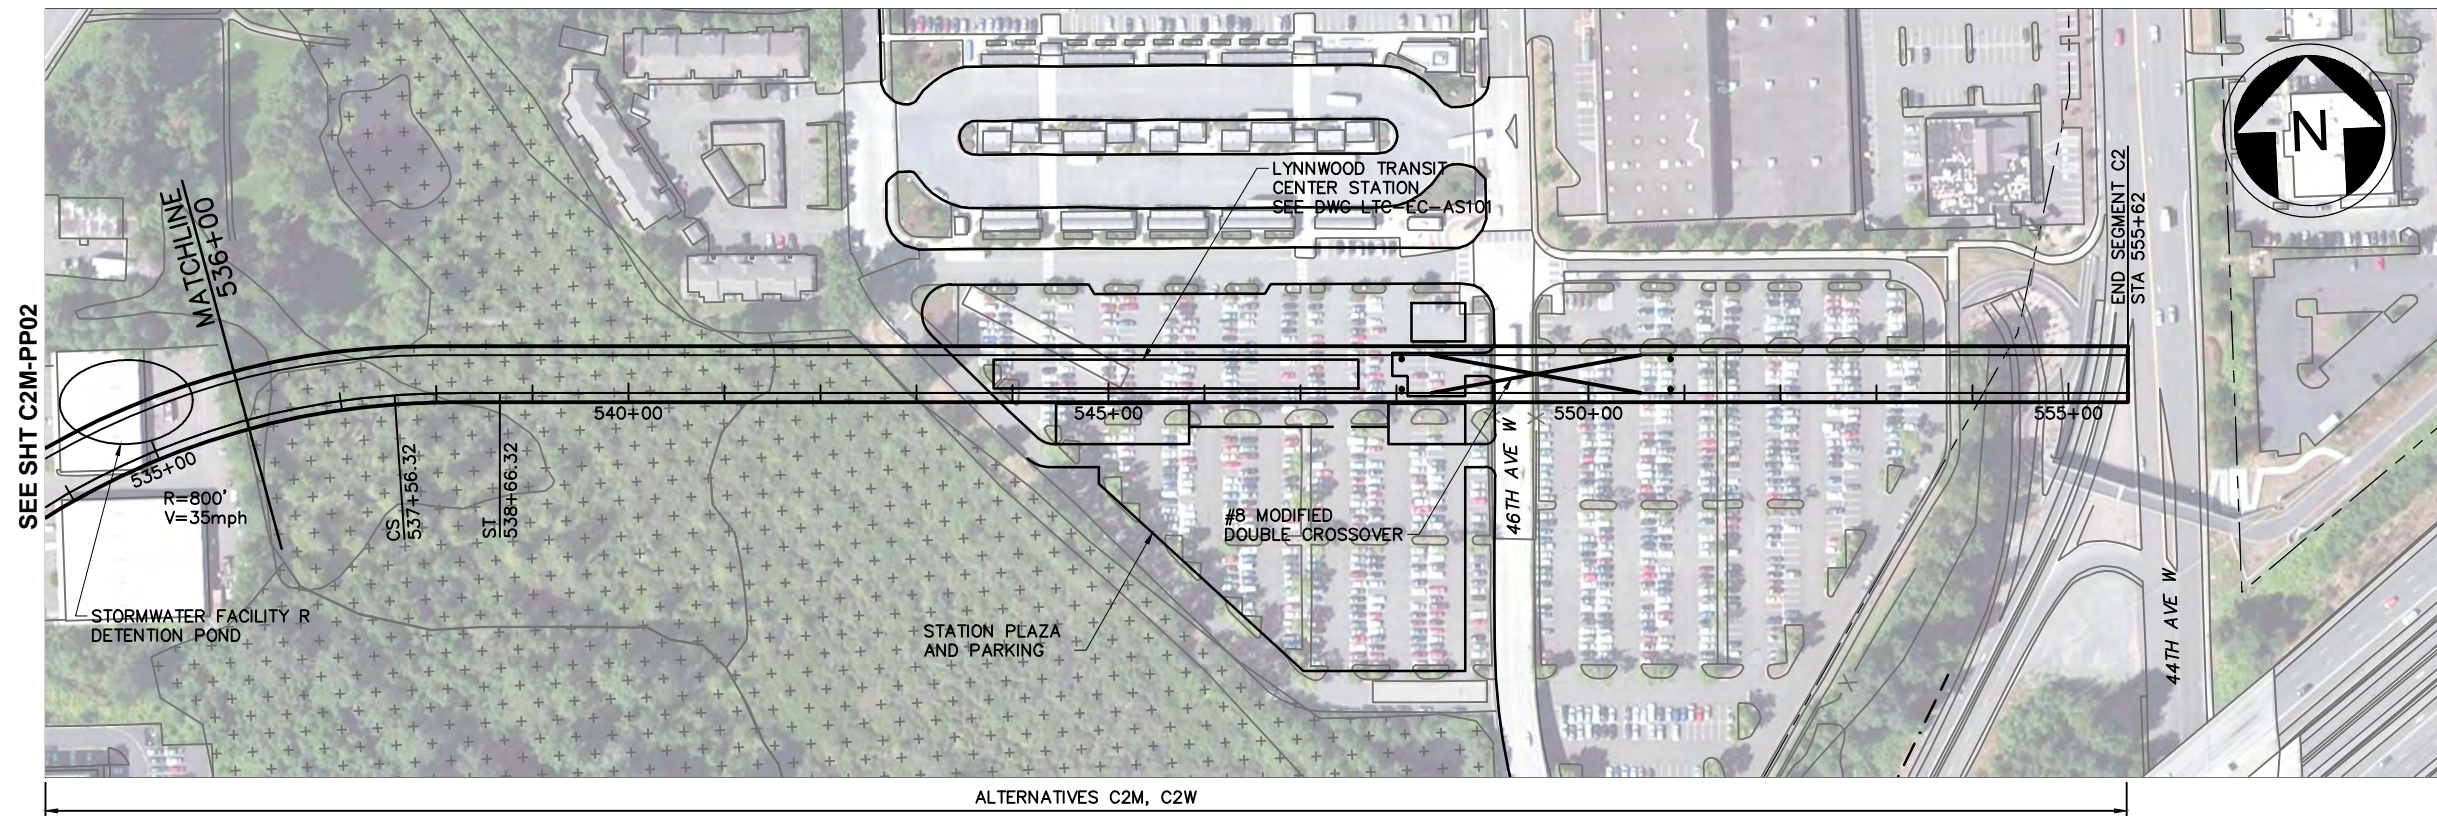 SEE SHT C2M-PP02
MATCHLINE
536+00
LYNNWOOD TRANSIT
CENTER STATION
SEE DWG LTC-EC-AS101
N
END SEGMENT C2
STA 555+62
535+00
540+00
545+00
550+00
555+00
R=800'
V=35mph
CS
537+56.32
ST
538+66.32
#8 MODIFIED
DOUBLE CROSSOVER
46TH AVE W
44TH AVE W
STORMWATER FACILITY R
DETENTION POND
STATION PLAZA
AND PARKING
ALTERNATIVES C2M, C2W